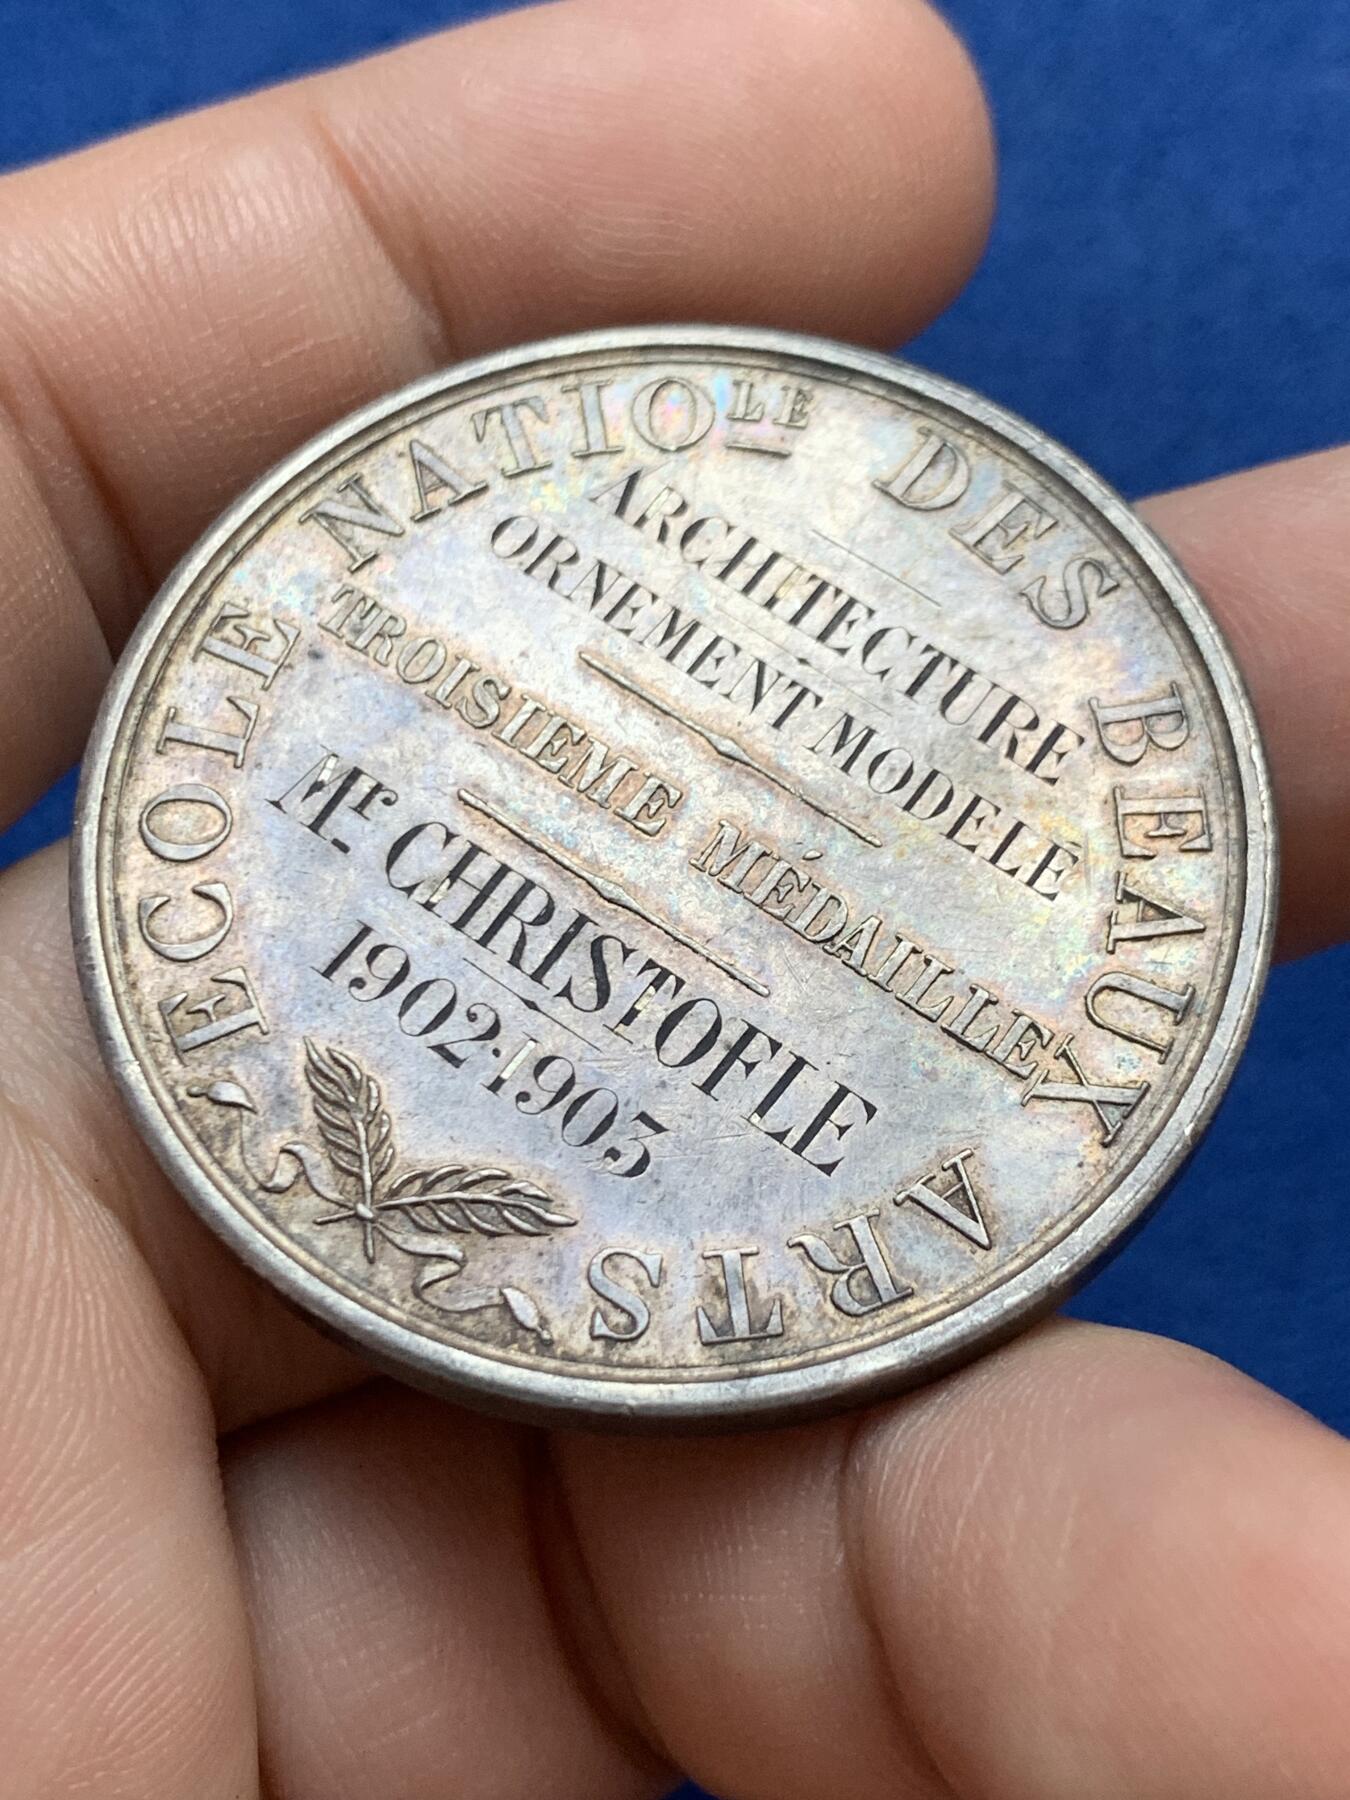 ECOLE NATIOLE DES BEAUX ARTS
ARCHITECTURE
ORNEMENT MODELÉ
TROISIEME MÉDAILLE
Mr CHRISTOFLE
1902·1903